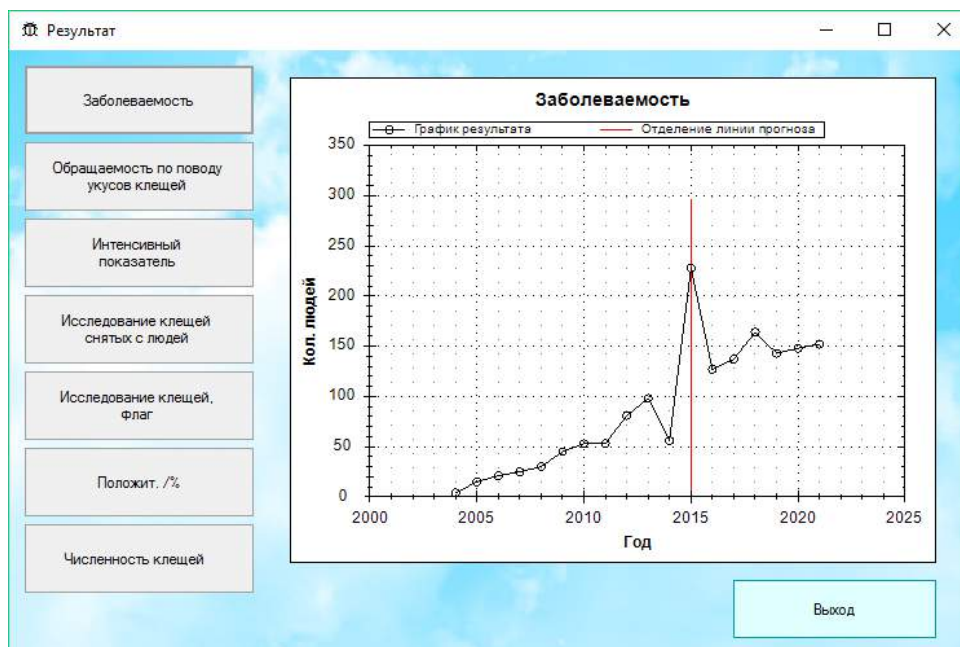 Результат
Заболеваемость
Обращаемость по поводу
укусов клещей
Интенсивный
показатель
Исследование клещей
снятых с людей
Исследование клещей,
флаг
Положит. /%
Численность клещей
Заболеваемость
График результата
Отделение линии прогноза
350
300
250
200
150
100
50
0
Кол. людей
2000 2005 2010 2015 2020 2025
Год
Выход